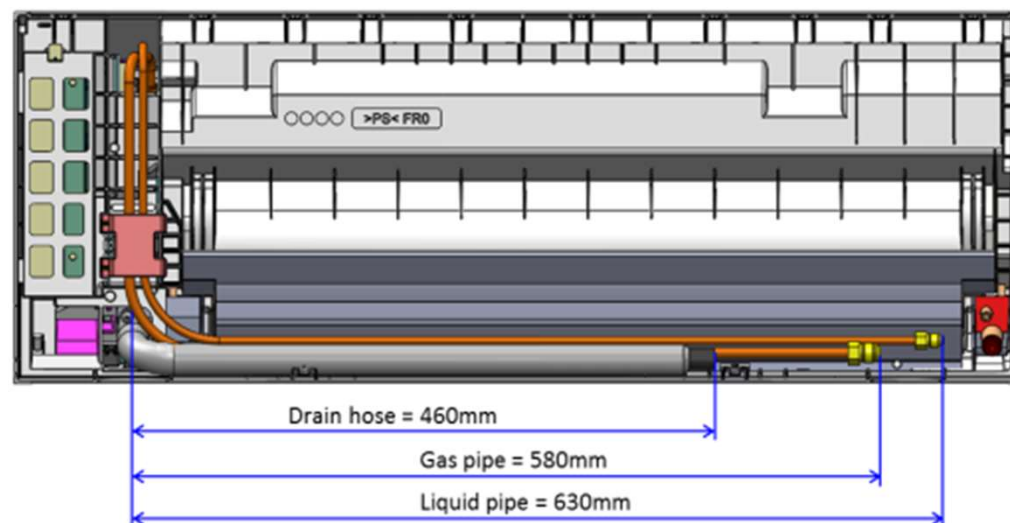 >PS< FR0
Drain hose = 460mm
Gas pipe = 580mm
Liquid pipe = 630mm